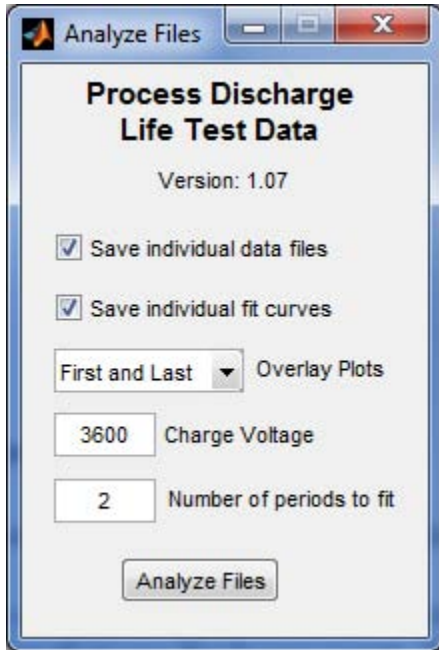 Analyze Files
Process Discharge
Life Test Data
Version: 1.07
Save individual data files
Save individual fit curves
First and Last Overlay Plots
3600 Charge Voltage
2 Number of periods to fit
Analyze Files